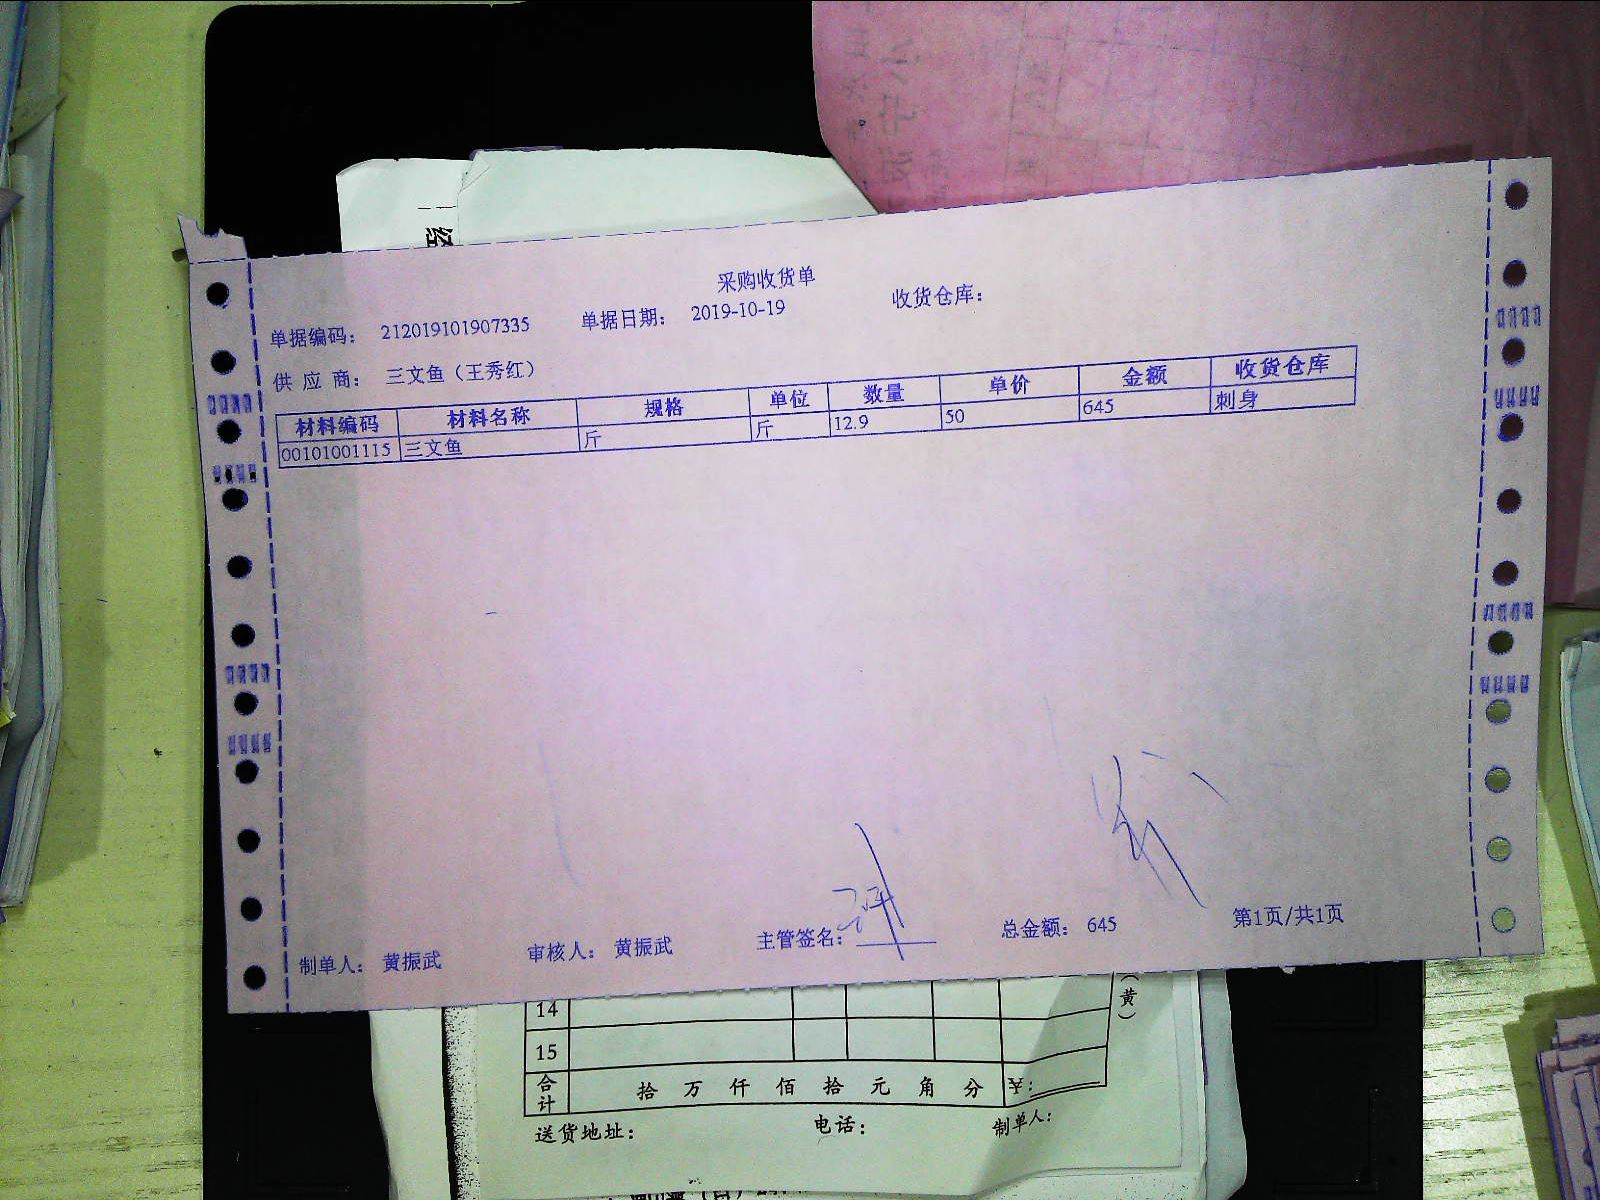 采购收货单
单据编码： 212019101907335 单据日期： 2019-10-19 收货仓库：
供 应 商： 三文鱼（王秀红）
材料编码 材料名称 规格 单位 数量 单价 金额 收货仓库
00101001115 三文鱼 斤 斤 12.9 50 645 刺身
制单人： 黄振武 审核人： 黄振武 主管签名： 总金额： 645 第1页/共1页
（黄）
14
15
合计 拾 万 仟 佰 拾 元 角 分 ¥：
送货地址： 电话： 制单人：